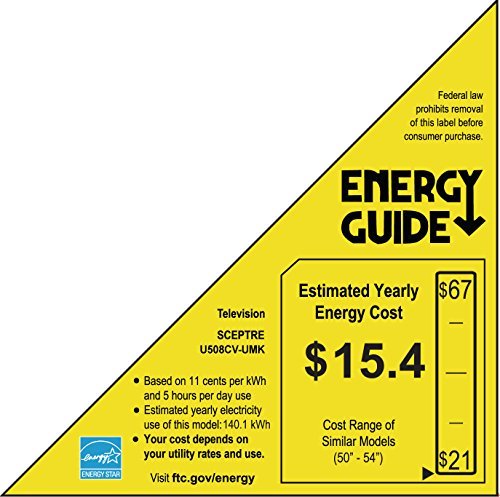 Federal law
prohibits removal
of this label before
consumer purchase.
ENERGY
GUIDE
Television
SCEPTRE
U508CV-UMK
• Based on 11 cents per kWh
and 5 hours per day use
• Estimated yearly electricity
use of this model:140.1 kWh
• Your cost depends on
your utility rates and use.
Visit ftc.gov/energy
energy
ENERGY STAR
Estimated Yearly
Energy Cost
$15.4
Cost Range of
Similar Models
(50" - 54")
$67
$21